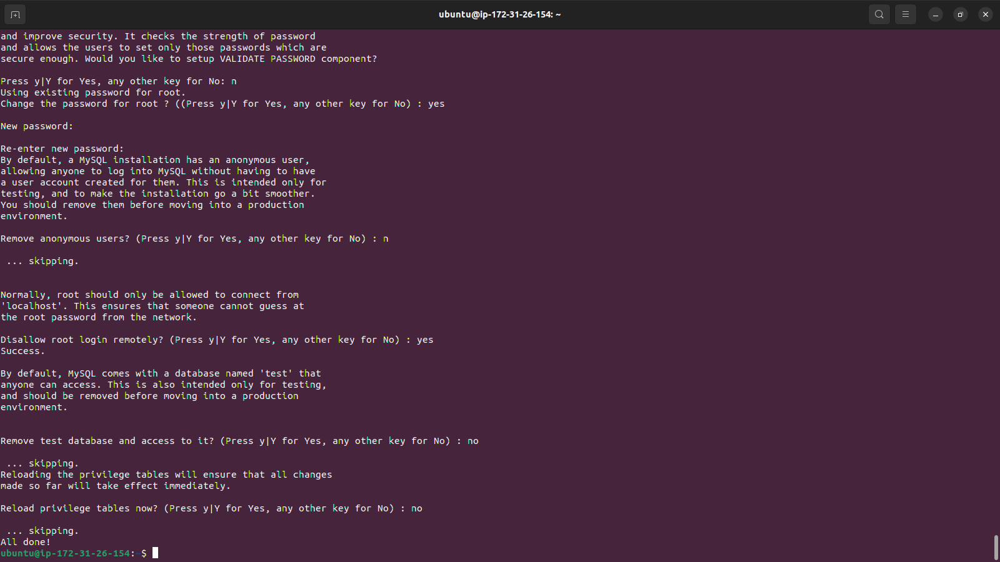 ubuntu@ip-172-31-26-154: ~
and improve security. It checks the strength of password
and allows the users to set only those passwords which are
secure enough. Would you like to setup VALIDATE PASSWORD component?
Press y|Y for Yes, any other key for No: n
Using existing password for root.
Change the password for root ? ((Press y|Y for Yes, any other key for No) : yes
New password:
Re-enter new password:
By default, a MySQL installation has an anonymous user,
allowing anyone to log into MySQL without having to have
a user account created for them. This is intended only for
testing, and to make the installation go a bit smoother.
You should remove them before moving into a production
environment.
Remove anonymous users? (Press y|Y for Yes, any other key for No) : n
... skipping.
Normally, root should only be allowed to connect from
'localhost'. This ensures that someone cannot guess at
the root password from the network.
Disallow root login remotely? (Press y|Y for Yes, any other key for No) : yes
Success.
By default, MySQL comes with a database named 'test' that
anyone can access. This is also intended only for testing,
and should be removed before moving into a production
environment.
Remove test database and access to it? (Press y|Y for Yes, any other key for No) : no
... skipping.
Reloading the privilege tables will ensure that all changes
made so far will take effect immediately.
Reload privilege tables now? (Press y|Y for Yes, any other key for No) : no
... skipping.
All done!
ubuntu@ip-172-31-26-154:~$